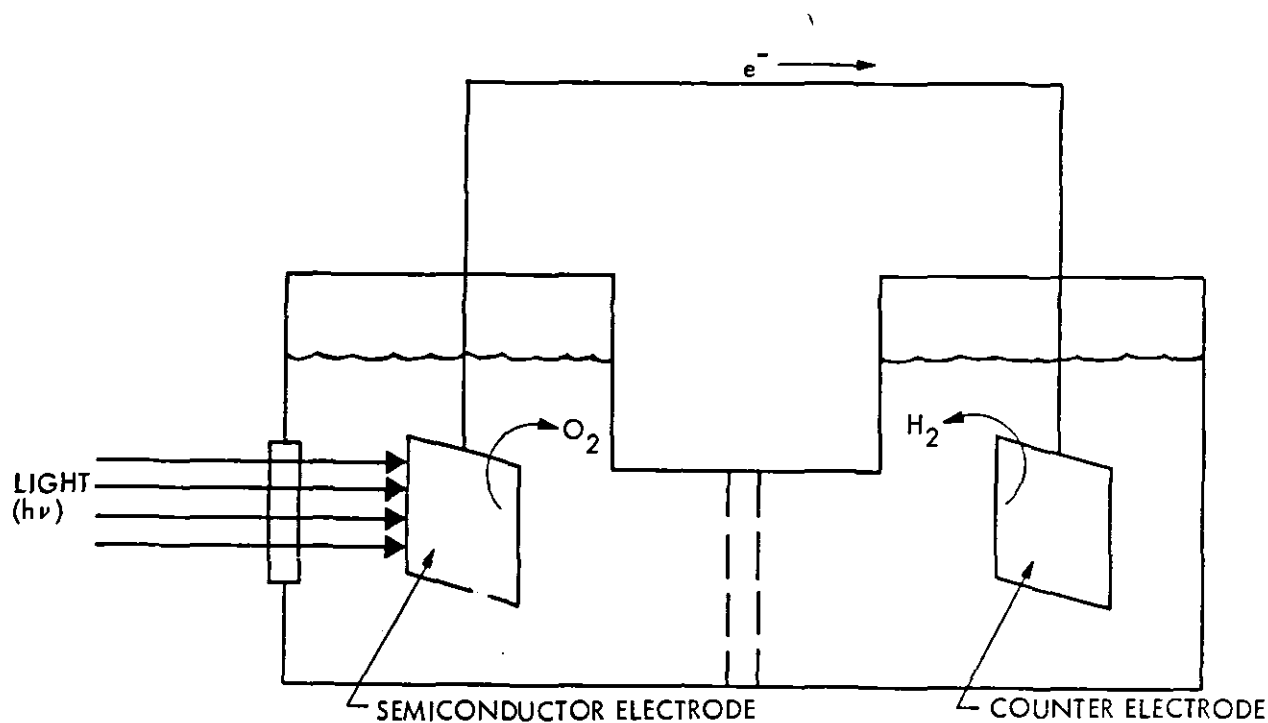 e⁻
O₂
H₂
LIGHT
(hν)
SEMICONDUCTOR ELECTRODE
COUNTER ELECTRODE